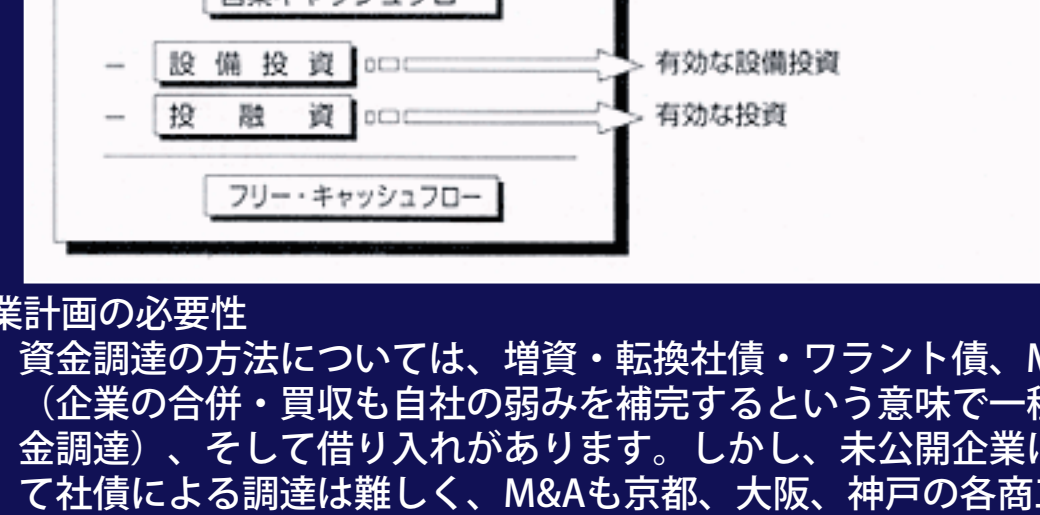 − 設備投資 有効な設備投資
− 投融資 有効な投資
フリー・キャッシュフロー
業計画の必要性
資金調達の方法については、増資・転換社債・ワラント債、M
（企業の合併・買収も自社の弱みを補完するという意味で一種
金調達）、そして借り入れがあります。しかし、未公開企業に
て社債による調達は難しく、M&Aも京都、大阪、神戸の各商工